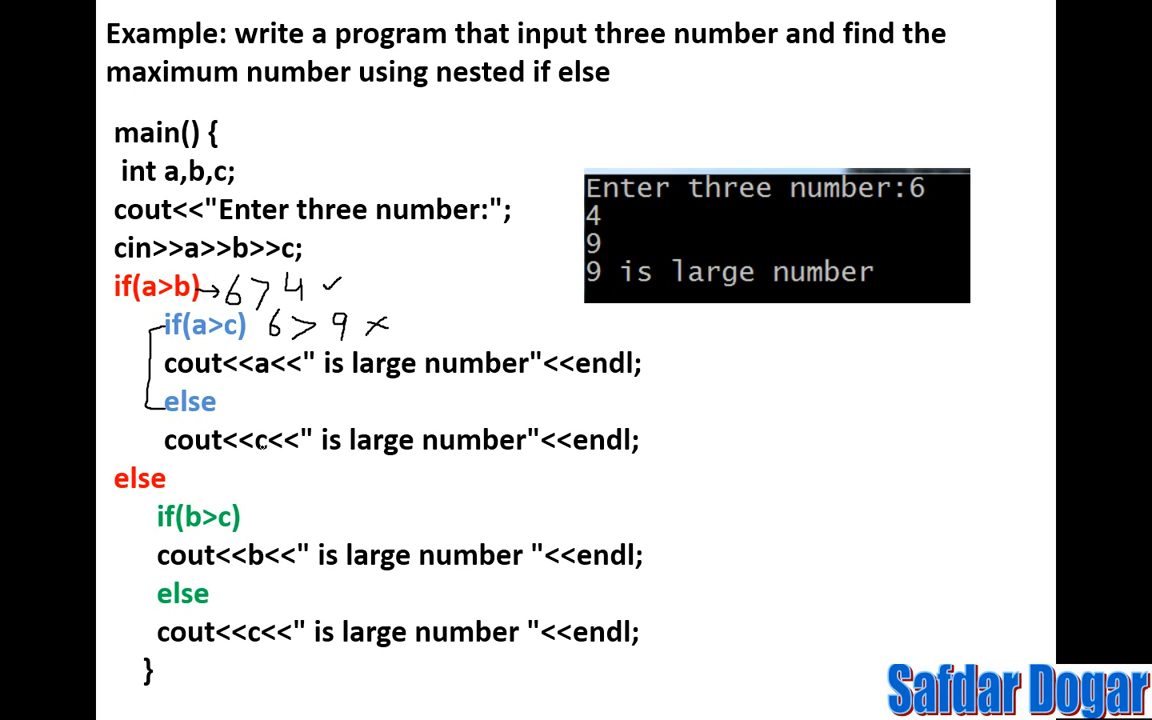 Example: write a program that input three number and find the
maximum number using nested if else
main() {
int a,b,c;
cout<<"Enter three number:";
cin>>a>>b>>c;
if(a>b)→6>4 ✓
if(a>c) 6>9 ×
cout<<a<<" is large number"<<endl;
else
cout<<c<<" is large number"<<endl;
else
if(b>c)
cout<<b<<" is large number "<<endl;
else
cout<<c<<" is large number "<<endl;
}
Enter three number:6
4
9
9 is large number
Safdar Dogar